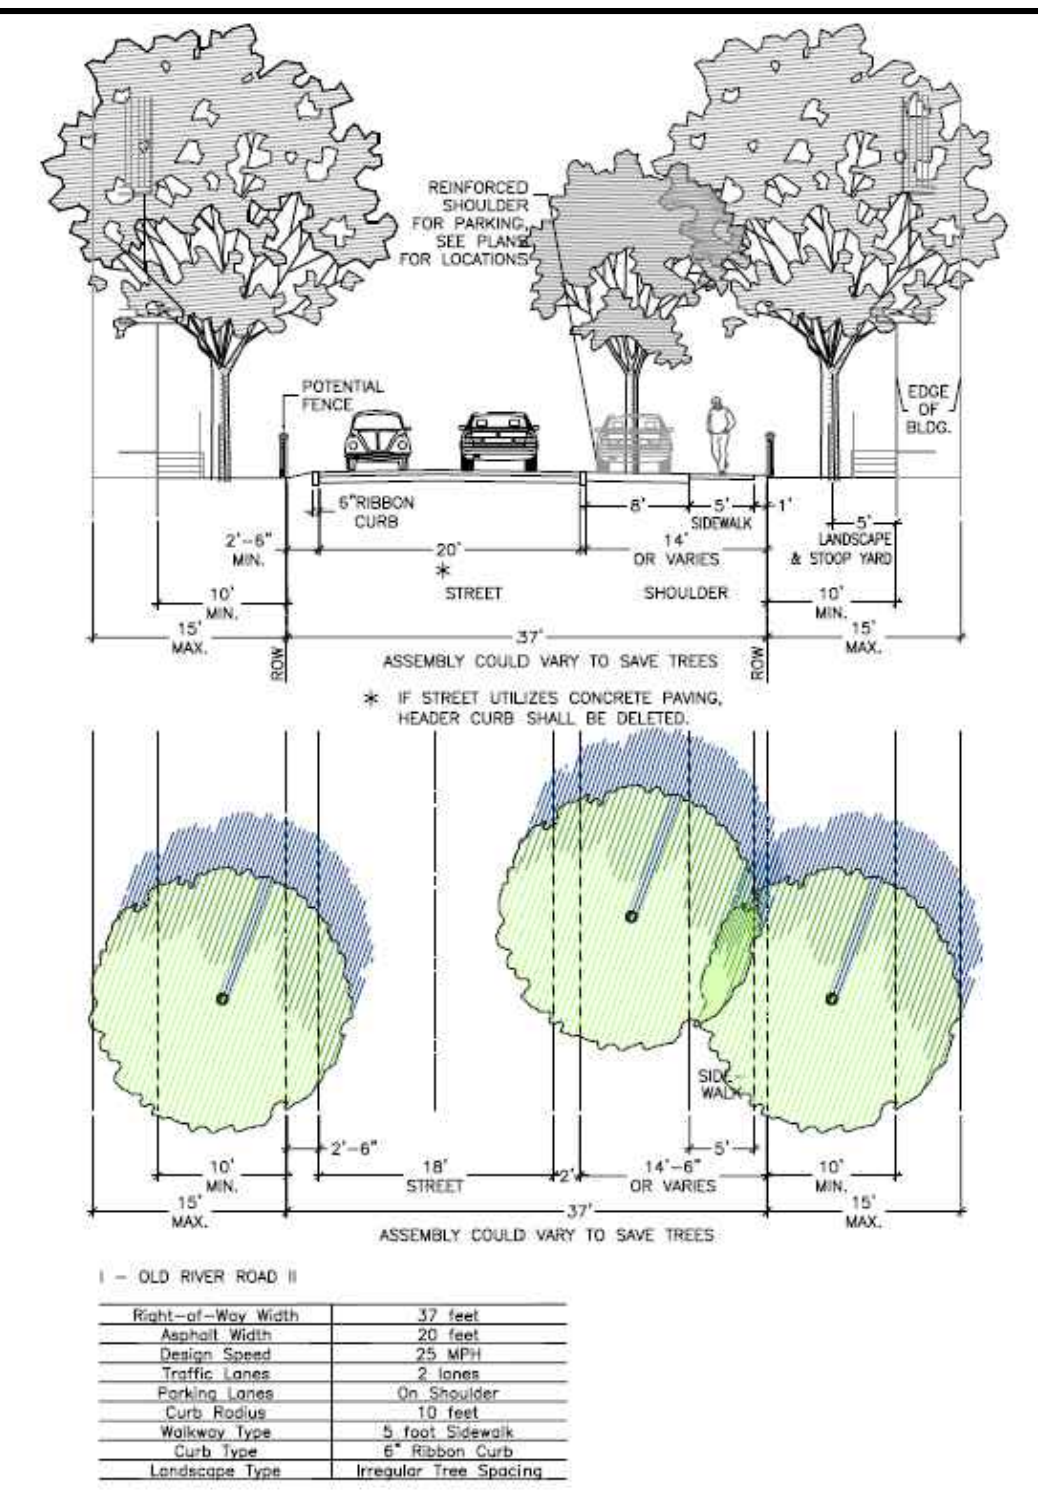 REINFORCED
SHOULDER
FOR PARKING,
SEE PLANS
FOR LOCATIONS
POTENTIAL
FENCE
EDGE
OF
BLDG.
6"RIBBON
CURB
8'
5'
1'
SIDEWALK
5'
LANDSCAPE
& STOOP YARD
2'-6"
MIN.
20'
*
STREET
14'
OR VARIES
SHOULDER
10'
MIN.
10'
MIN.
15'
MAX.
37'
15'
MAX.
ROW
ASSEMBLY COULD VARY TO SAVE TREES
ROW
* IF STREET UTILIZES CONCRETE PAVING,
HEADER CURB SHALL BE DELETED.
SIDE-
WALK
2'-6"
5'
10'
MIN.
18'
STREET
2'
14'-6"
OR VARIES
10'
MIN.
15'
MAX.
37'
15'
MAX.
ASSEMBLY COULD VARY TO SAVE TREES
I - OLD RIVER ROAD II
Right-of-Way Width 37 feet
Asphalt Width 20 feet
Design Speed 25 MPH
Traffic Lanes 2 lanes
Parking Lanes On Shoulder
Curb Radius 10 feet
Walkway Type 5 foot Sidewalk
Curb Type 6" Ribbon Curb
Landscape Type Irregular Tree Spacing